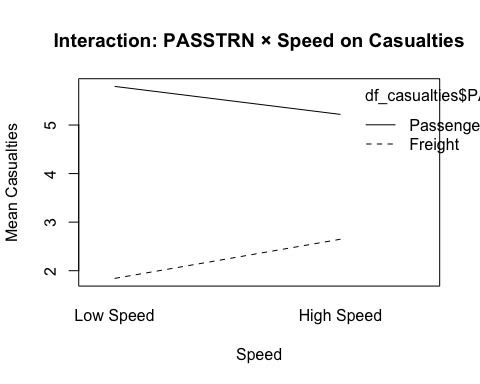 Interaction: PASSTRN × Speed on Casualties
df_casualties$PA
Passenge
Freight
Mean Casualties
5
4
3
2
Low Speed High Speed
Speed